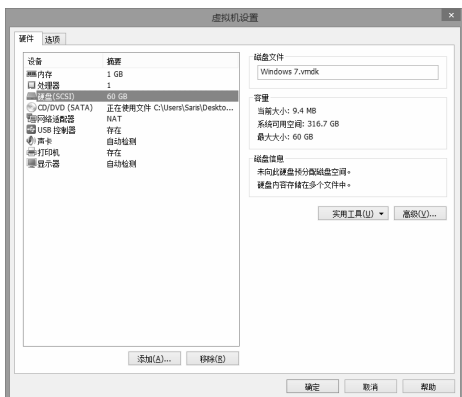 虚拟机设置
硬件 选项
设备 摘要
内存 1 GB
处理器 1
硬盘(SCSI) 60 GB
CD/DVD (SATA) 正在使用文件 C:\Users\Saris\Deskto...
网络适配器 NAT
USB 控制器 存在
声卡 自动检测
打印机 存在
显示器 自动检测
添加(A)... 移除(R)
磁盘文件
Windows 7.vmdk
容量
当前大小: 9.4 MB
系统可用空间: 316.7 GB
最大大小: 60 GB
磁盘信息
未向此硬盘预分配磁盘空间。
硬盘内容存储在多个文件中。
实用工具(U) 高级(V)...
确定 取消 帮助